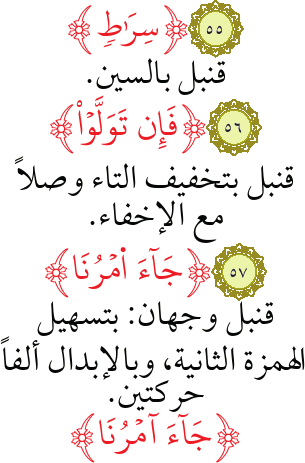 ٥٥ ﴿سِرَٰطٖ﴾
قنبل بالسين.
٥٦ ﴿فَإِن تَوَلَّوۡاْ﴾
قنبل بتخفيف التاء وصلاً
مع الإخفاء.
٥٧ ﴿جَآءَ ا۬مۡرُنَا﴾
قنبل وجهان: بتسهيل
الهمزة الثانية، وبالإبدال ألفاً
حركتين.
﴿جَآءَ آمۡرُنَا﴾